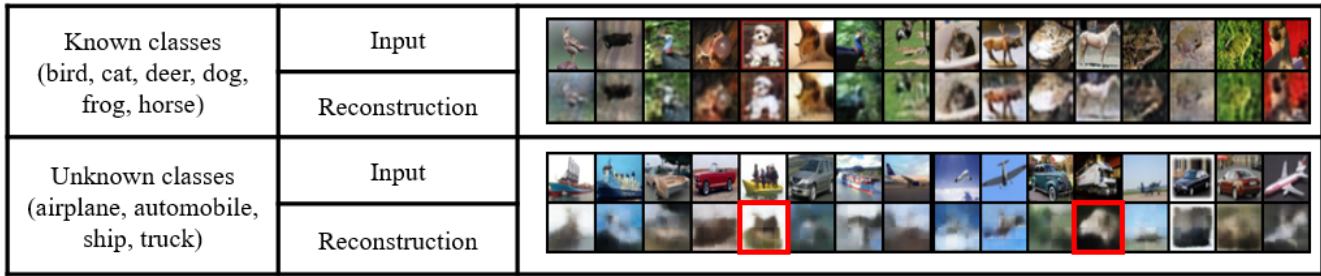 Known classes
(bird, cat, deer, dog,
frog, horse)
Input
Reconstruction
Unknown classes
(airplane, automobile,
ship, truck)
Input
Reconstruction